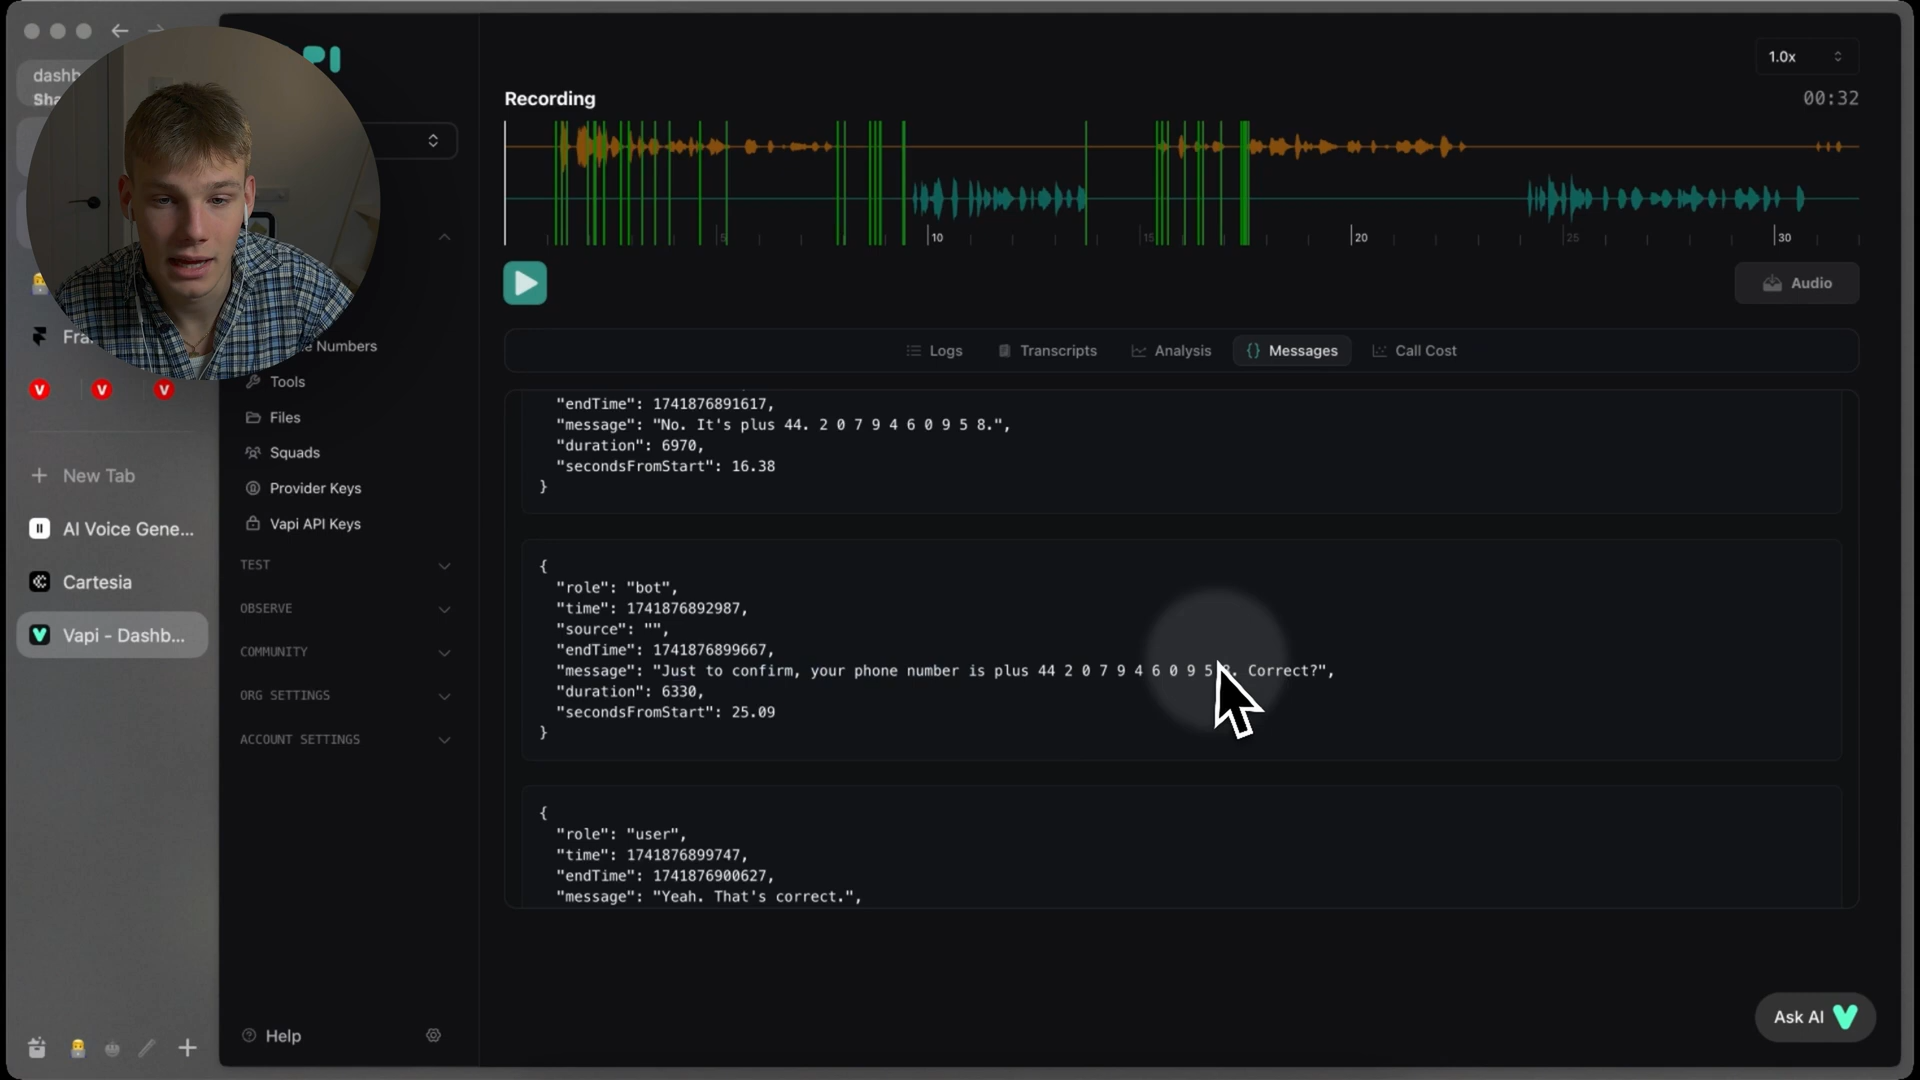 dashb
Sha
Fra
New Tab
AI Voice Gene...
Cartesia
Vapi - Dashb...
PI
Numbers
Tools
Files
Squads
Provider Keys
Vapi API Keys
TEST
OBSERVE
COMMUNITY
ORG SETTINGS
ACCOUNT SETTINGS
Help
1.0x
Recording
00:32
5
10
15
20
25
30
Audio
Logs
Transcripts
Analysis
{} Messages
Call Cost
"endTime": 1741876891617,
"message": "No. It's plus 44. 2 0 7 9 4 6 0 9 5 8.",
"duration": 6970,
"secondsFromStart": 16.38
}
{
"role": "bot",
"time": 1741876892987,
"source": "",
"endTime": 1741876899667,
"message": "Just to confirm, your phone number is plus 44 2 0 7 9 4 6 0 9 5 8. Correct?",
"duration": 6330,
"secondsFromStart": 25.09
}
{
"role": "user",
"time": 1741876899747,
"endTime": 1741876900627,
"message": "Yeah. That's correct.",
Ask AI